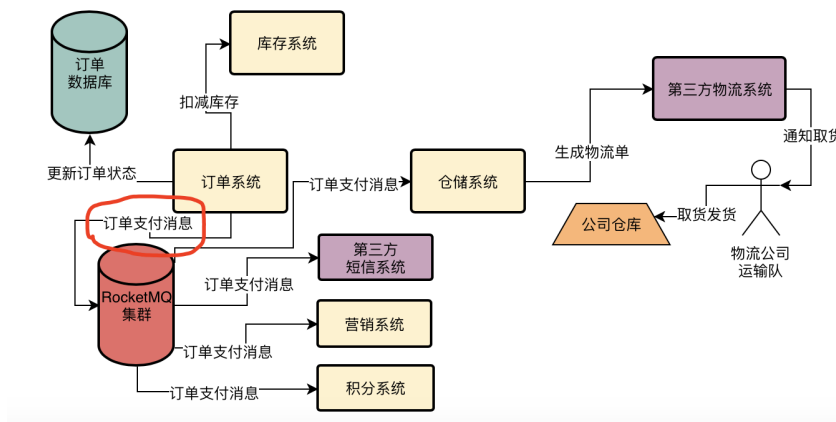 订单
数据库
库存系统
扣减库存
第三方物流系统
通知取货
更新订单状态
订单系统
订单支付消息
仓储系统
生成物流单
订单支付消息
公司仓库
取货发货
物流公司
运输队
第三方
短信系统
订单支付消息
RocketMQ
集群
营销系统
订单支付消息
积分系统
订单支付消息